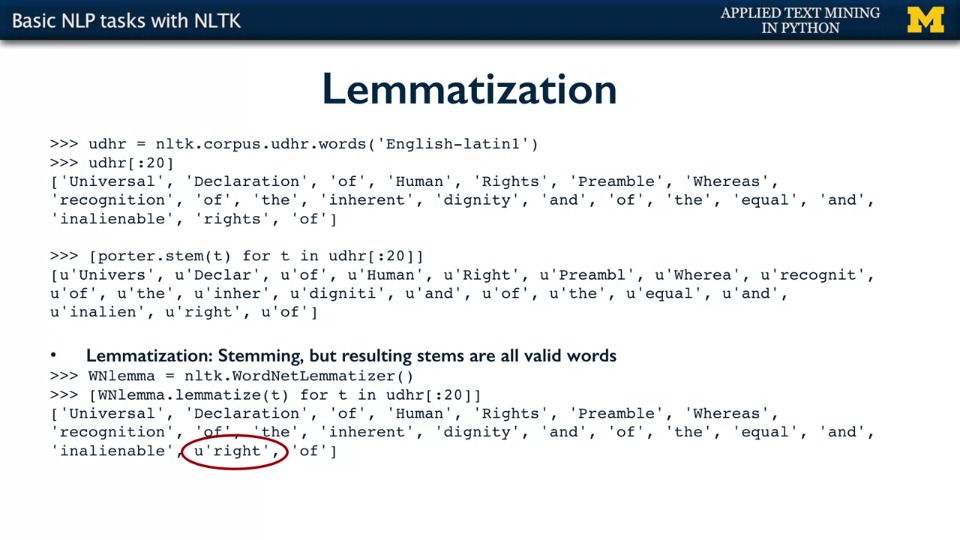 Basic NLP tasks with NLTK
APPLIED TEXT MINING
IN PYTHON
M
Lemmatization
>>> udhr = nltk.corpus.udhr.words('English-latin1')
>>> udhr[:20]
['Universal', 'Declaration', 'of', 'Human', 'Rights', 'Preamble', 'Whereas',
'recognition', 'of', 'the', 'inherent', 'dignity', 'and', 'of', 'the', 'equal', 'and',
'inalienable', 'rights', 'of']
>>> [porter.stem(t) for t in udhr[:20]]
[u'Univers', u'Declar', u'of', u'Human', u'Right', u'Preambl', u'Wherea', u'recognit',
u'of', u'the', u'inher', u'digniti', u'and', u'of', u'the', u'equal', u'and',
u'inalien', u'right', u'of']
• Lemmatization: Stemming, but resulting stems are all valid words
>>> WNlemma = nltk.WordNetLemmatizer()
>>> [WNlemma.lemmatize(t) for t in udhr[:20]]
['Universal', 'Declaration', 'of', 'Human', 'Rights', 'Preamble', 'Whereas',
'recognition', 'of', 'the', 'inherent', 'dignity', 'and', 'of', 'the', 'equal', 'and',
'inalienable', u'right', 'of']